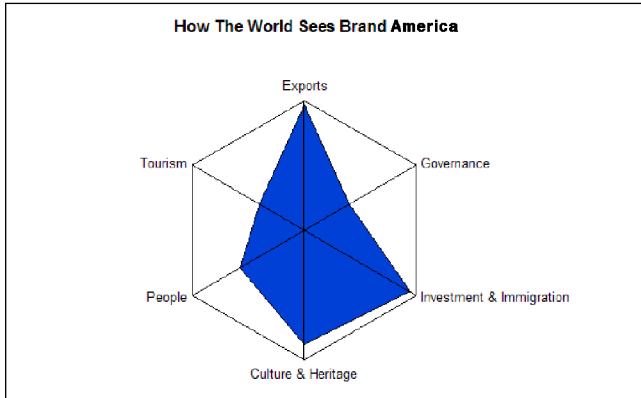 How The World Sees Brand America
Exports
Tourism
Governance
People
Investment & Immigration
Culture & Heritage